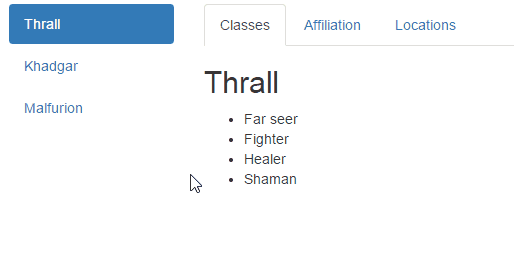 Thrall
Khadgar
Malfurion
Classes Affiliation Locations
Thrall
Far seer
Fighter
Healer
Shaman